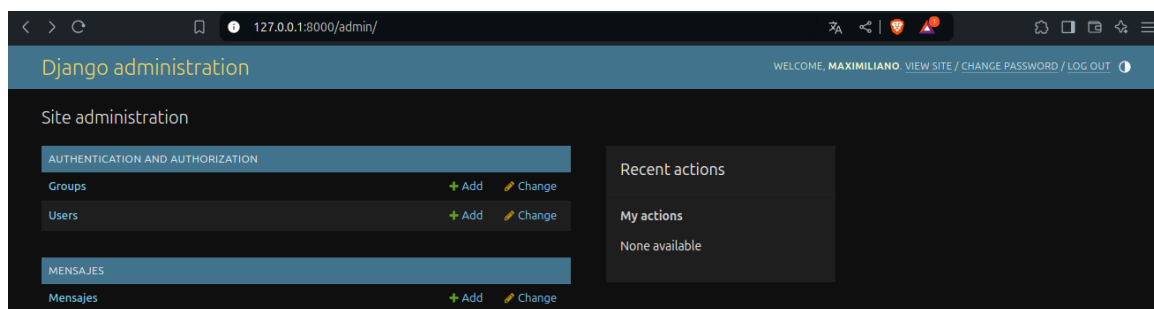 127.0.0.1:8000/admin/
Django administration
WELCOME, MAXIMILIANO. VIEW SITE / CHANGE PASSWORD / LOG OUT
Site administration
AUTHENTICATION AND AUTHORIZATION
Groups + Add Change
Users + Add Change
MENSAJES
Mensajes + Add Change
Recent actions
My actions
None available